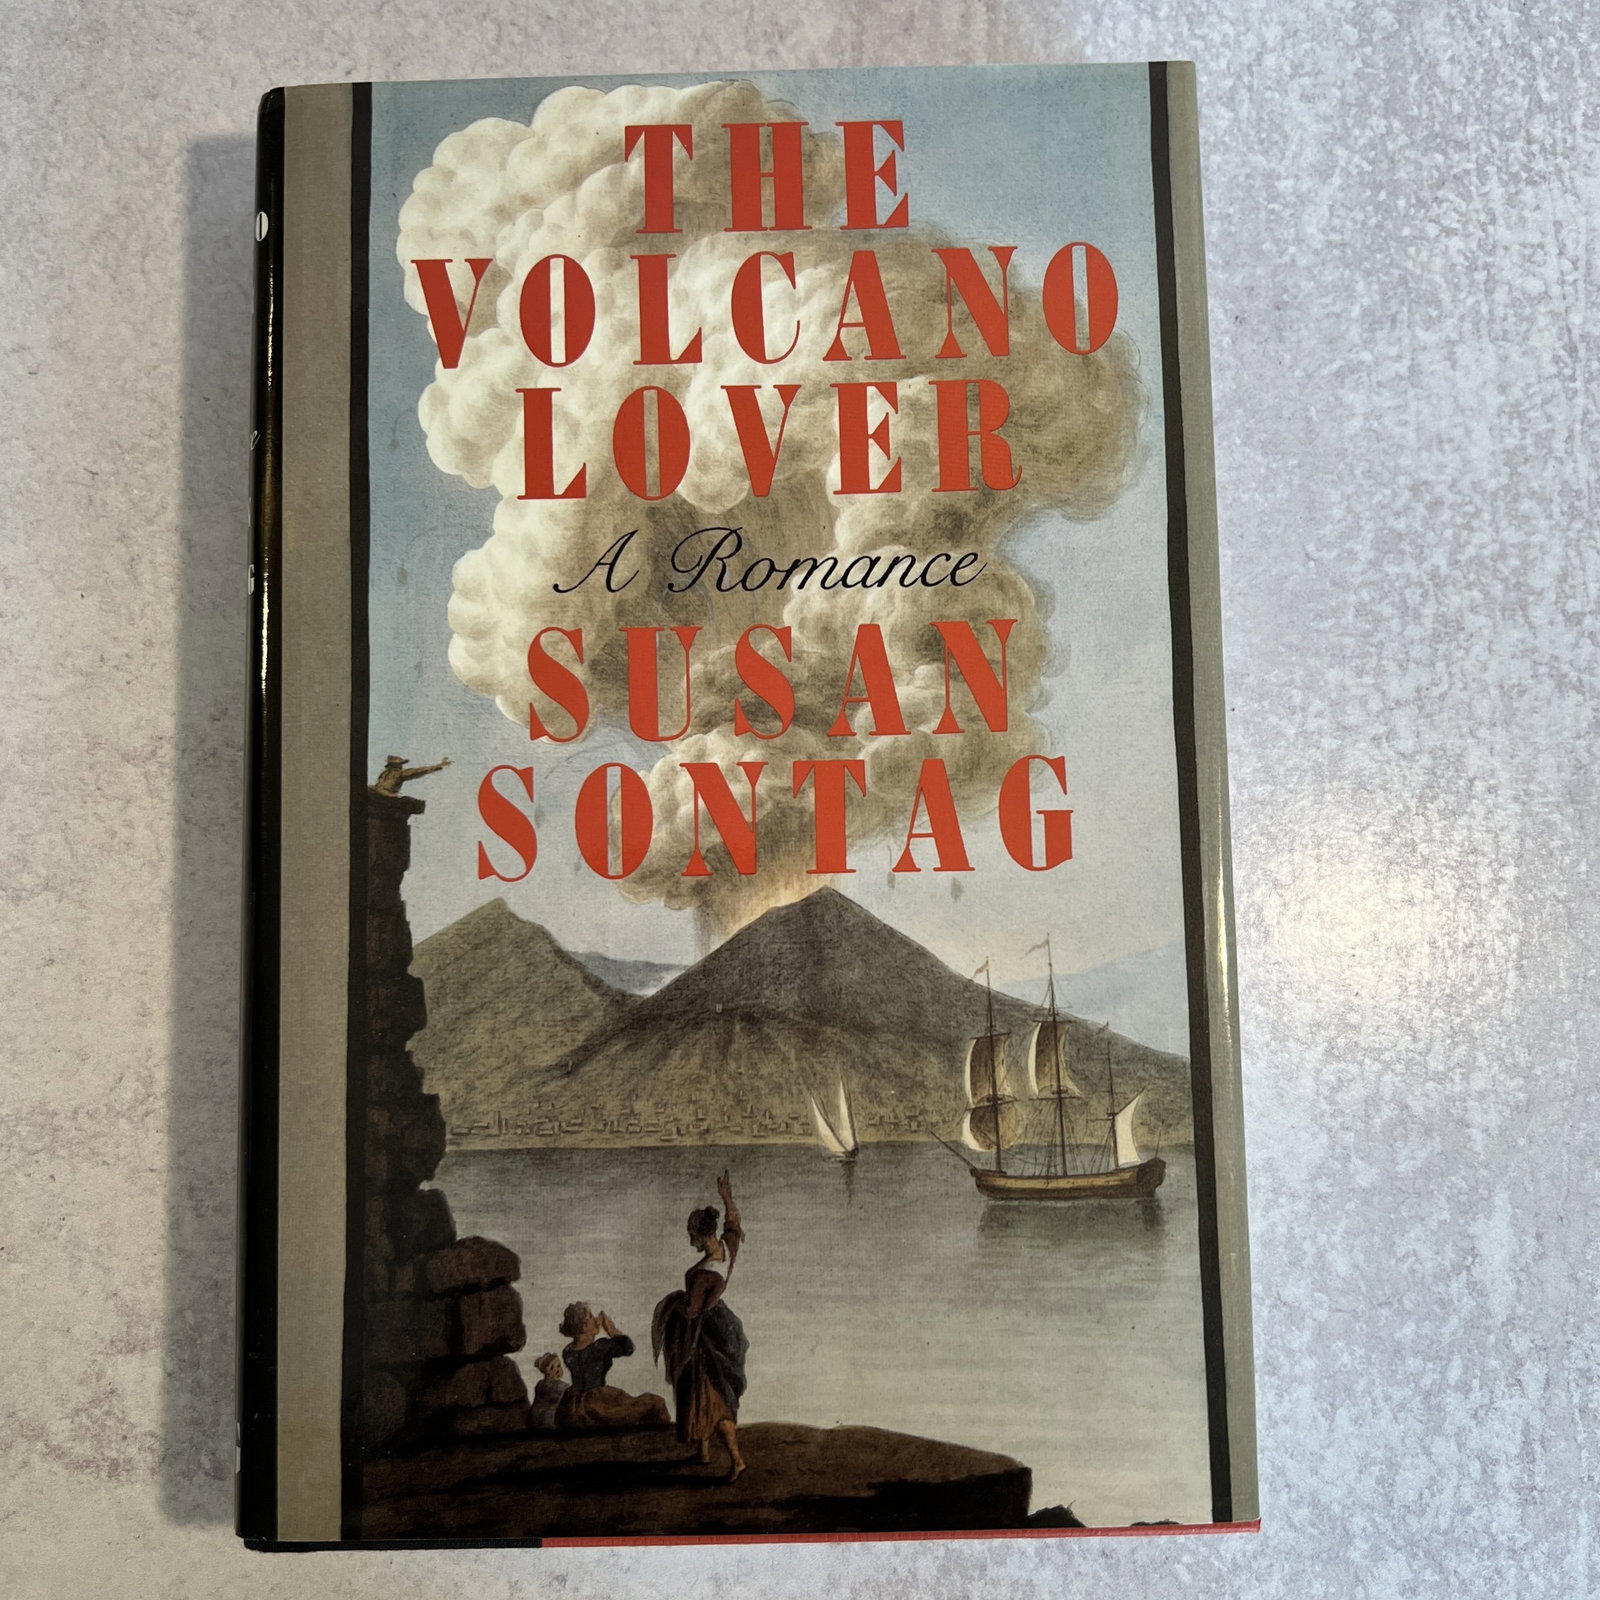 THE
VOLCANO
LOVER
A Romance
SUSAN
SONTAG